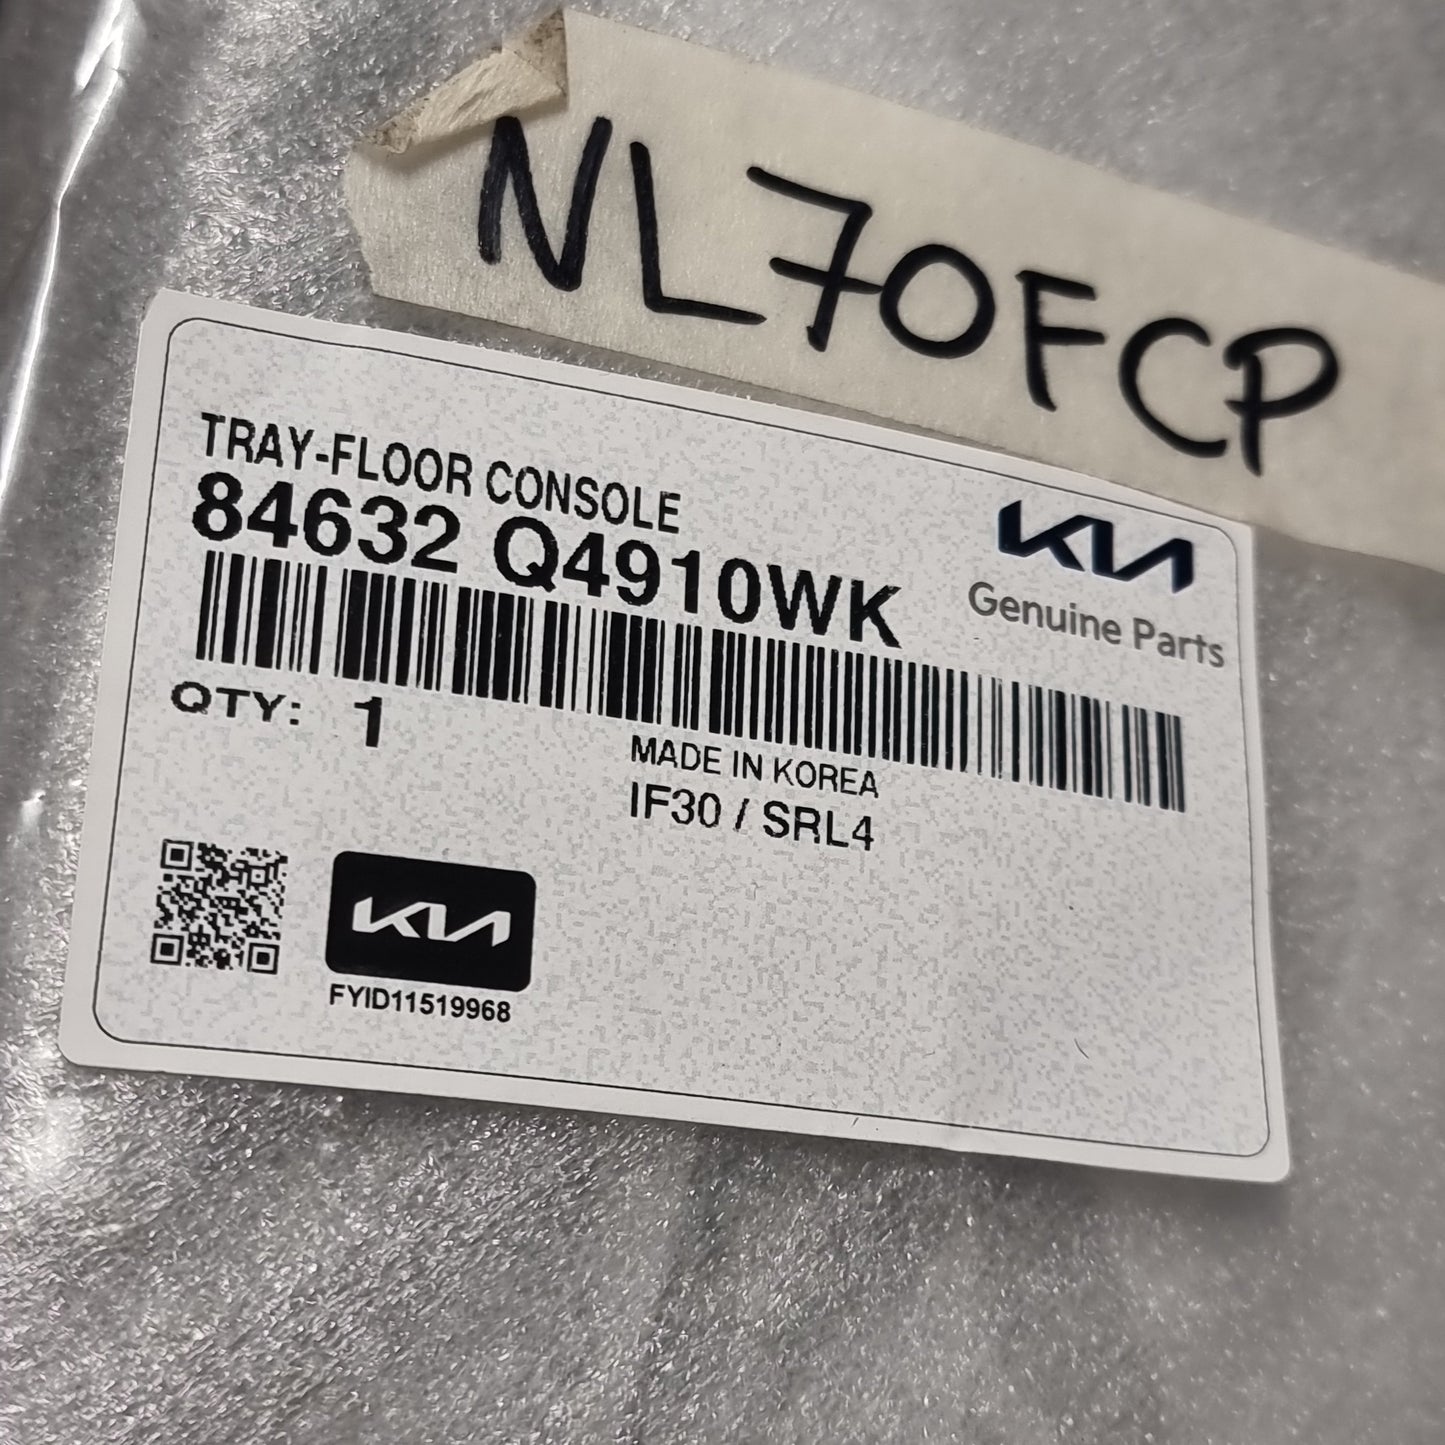 NL70FCP
TRAY-FLOOR CONSOLE
84632 Q4910WK
KIA
Genuine Parts
QTY: 1
MADE IN KOREA
IF30 / SRL4
KIA
FYID11519968